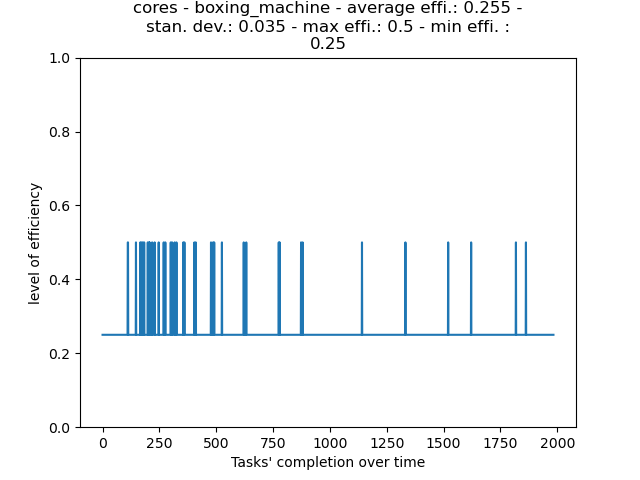 cores - boxing_machine - average effi.: 0.255 -
stan. dev.: 0.035 - max effi.: 0.5 - min effi. :
0.25
1.0
0.8
0.6
0.4
0.2
0.0
level of efficiency
0 250 500 750 1000 1250 1500 1750 2000
Tasks' completion over time